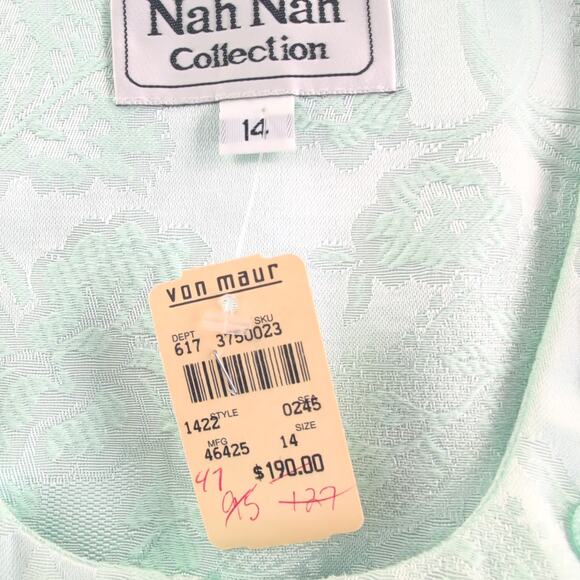 Nah Nah
Collection
14
von maur
DEPT SKU
617 3750023
STYLE SEA
1422 0245
MFG SIZE
46425 14
$190.00
47 95 127